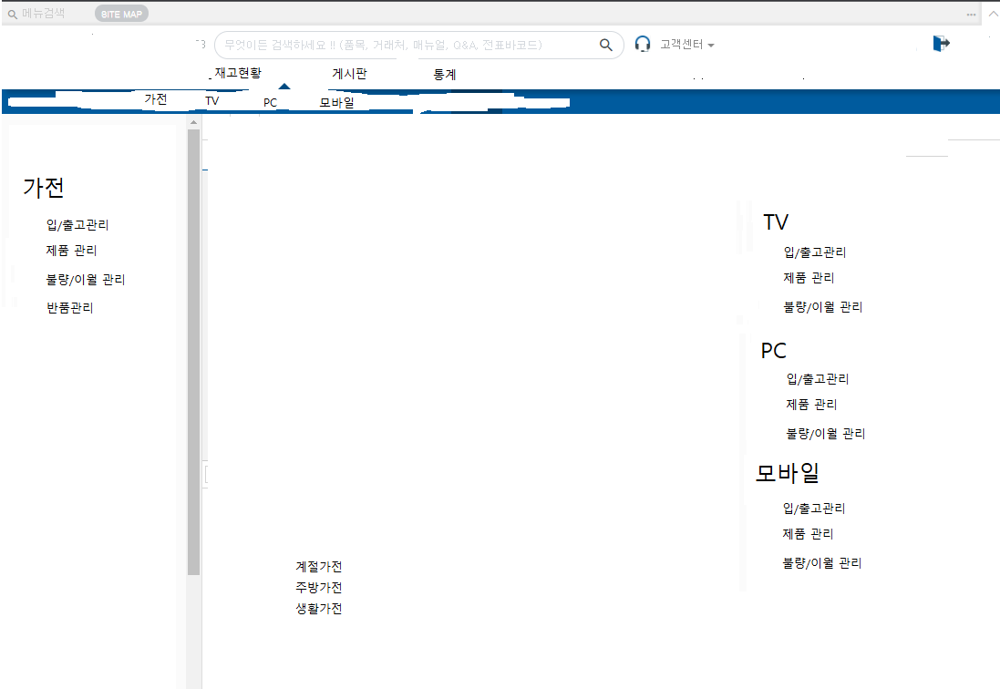 메뉴검색 SITE MAP
무엇이든 검색하세요 !! (품목, 거래처, 매뉴얼, Q&A, 전표바코드) 고객센터
재고현황 게시판 통계
가전 TV PC 모바일
가전
입/출고관리
제품 관리
불량/이월 관리
반품관리
TV
입/출고관리
제품 관리
불량/이월 관리
PC
입/출고관리
제품 관리
불량/이월 관리
모바일
입/출고관리
제품 관리
불량/이월 관리
계절가전
주방가전
생활가전